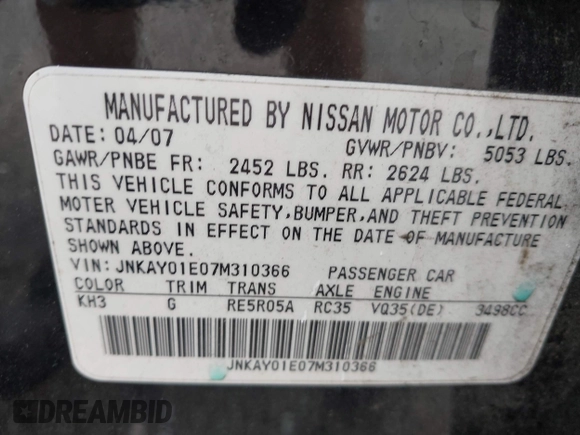 MANUFACTURED BY NISSAN MOTOR CO.,LTD.
DATE: 04/07 GVWR/PNBV: 5053 LBS.
GAWR/PNBE FR: 2452 LBS. RR: 2624 LBS.
THIS VEHICLE CONFORMS TO ALL APPLICABLE FEDERAL
MOTOR VEHICLE SAFETY,BUMPER,AND THEFT PREVENTION
STANDARDS IN EFFECT ON THE DATE OF MANUFACTURE
SHOWN ABOVE.
VIN: JNKAY01E07M310366 PASSENGER CAR
COLOR TRIM TRANS AXLE ENGINE
KH3 G RE5R05A RC35 VQ35(DE) 3498CC
JNKAY01E07M310366
DREAMBID